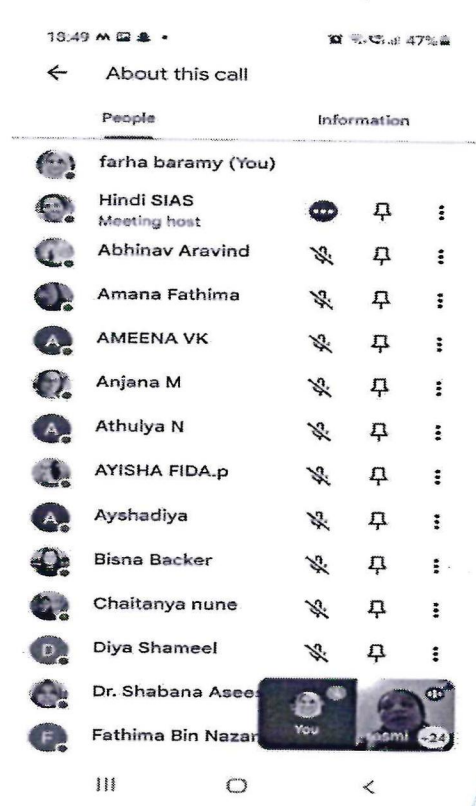 18:49 47%
About this call
People Information
farha baramy (You)
Hindi SIAS
Meeting host
Abhinav Aravind
Amana Fathima
A AMEENA VK
Anjana M
A Athulya N
AYISHA FIDA.p
A Ayshadiya
Bisna Backer
Chaitanya nune
D Diya Shameel
Dr. Shabana Asee
F Fathima Bin Nazar
You
+24